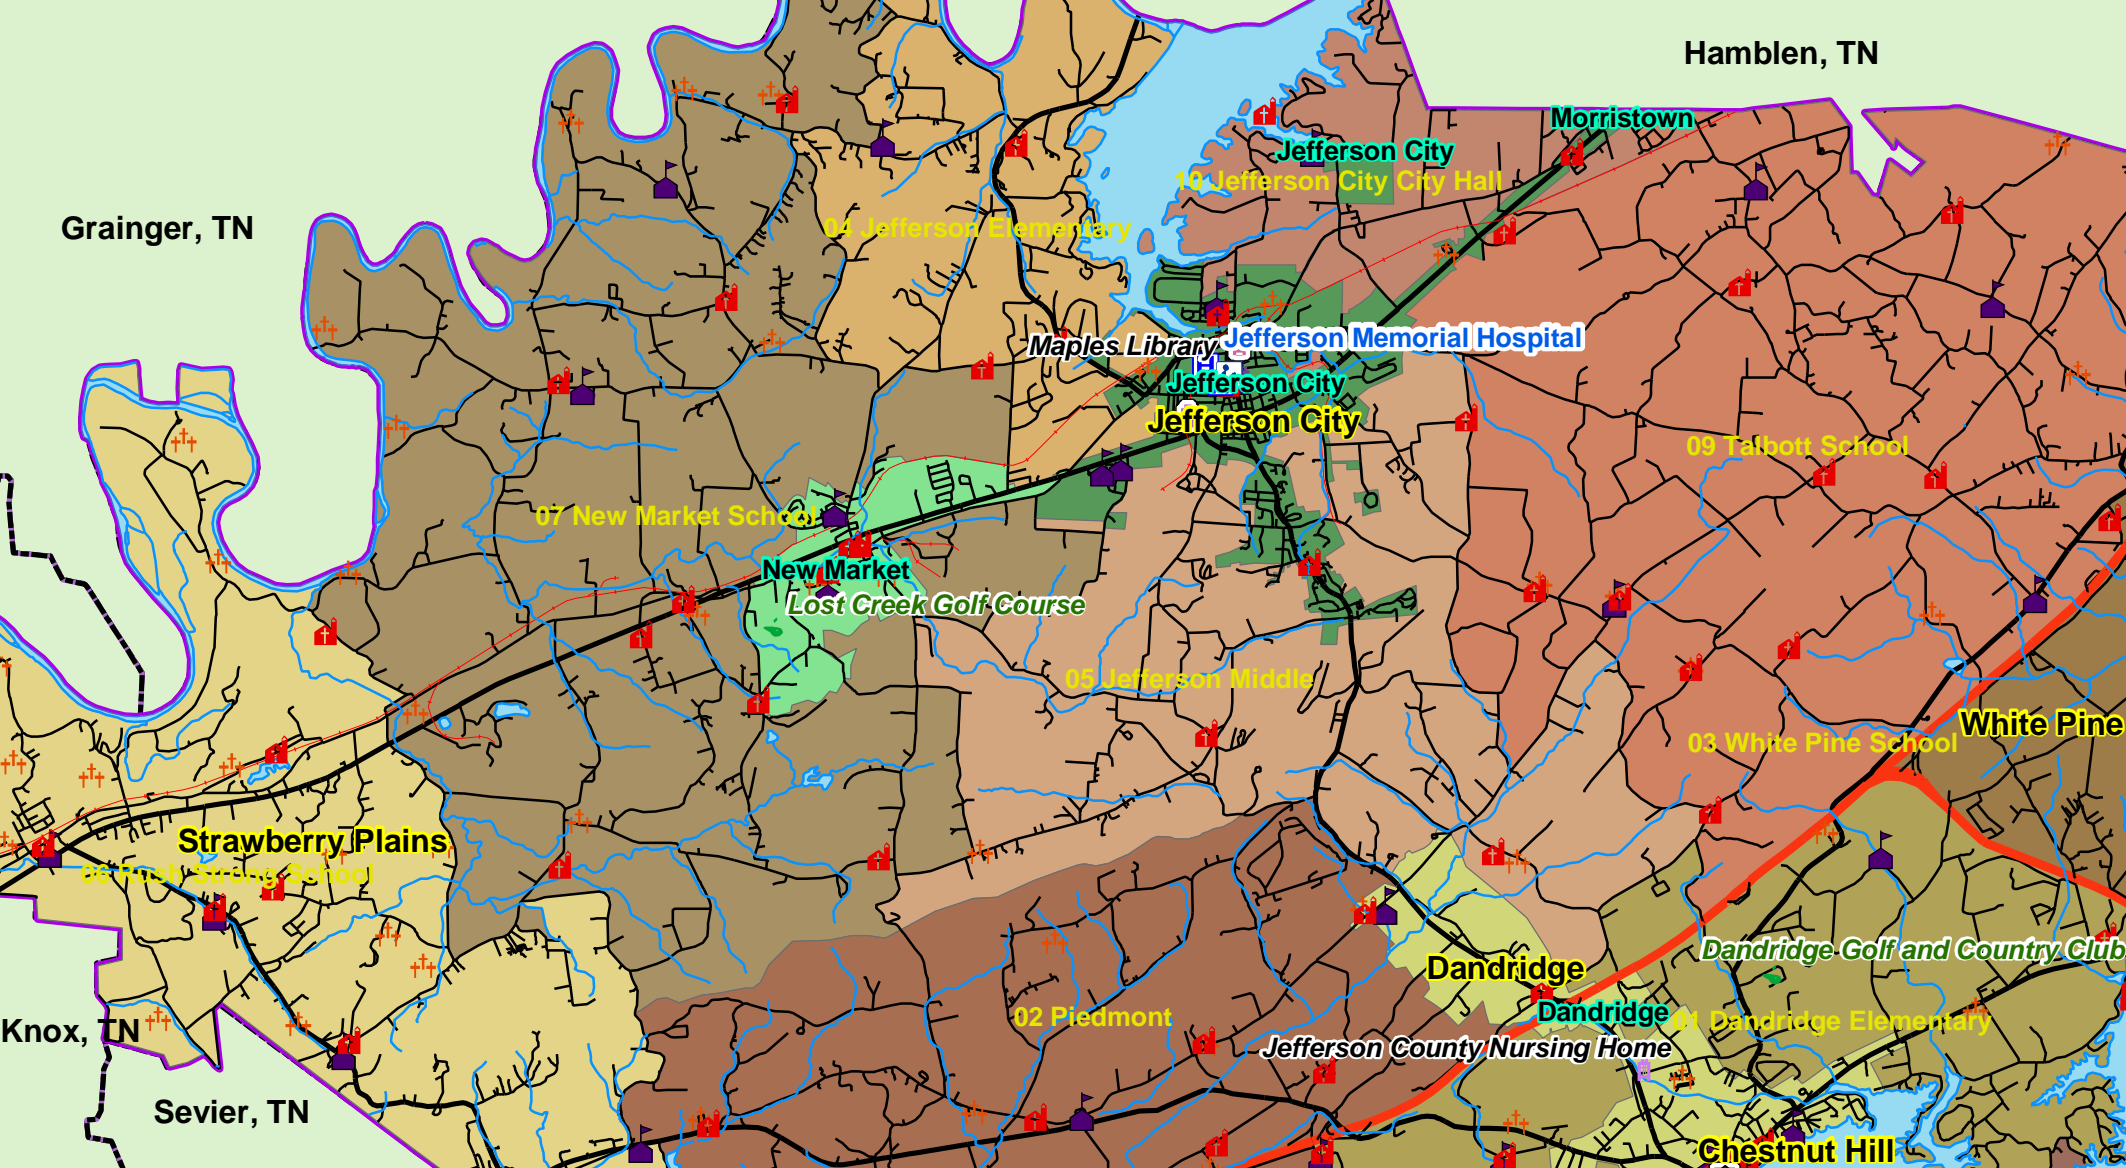 Hamblen, TN
Morristown
Jefferson City
10 Jefferson City City Hall
Grainger, TN
04 Jefferson Elementary
Maples Library
Jefferson Memorial Hospital
Jefferson City
Jefferson City
09 Talbott School
07 New Market School
New Market
Lost Creek Golf Course
05 Jefferson Middle
White Pine
03 White Pine School
Strawberry Plains
06 Rush Strong School
Dandridge Golf and Country Club
Dandridge
Dandridge
02 Piedmont
01 Dandridge Elementary
Knox, TN
Jefferson County Nursing Home
Sevier, TN
Chestnut Hill